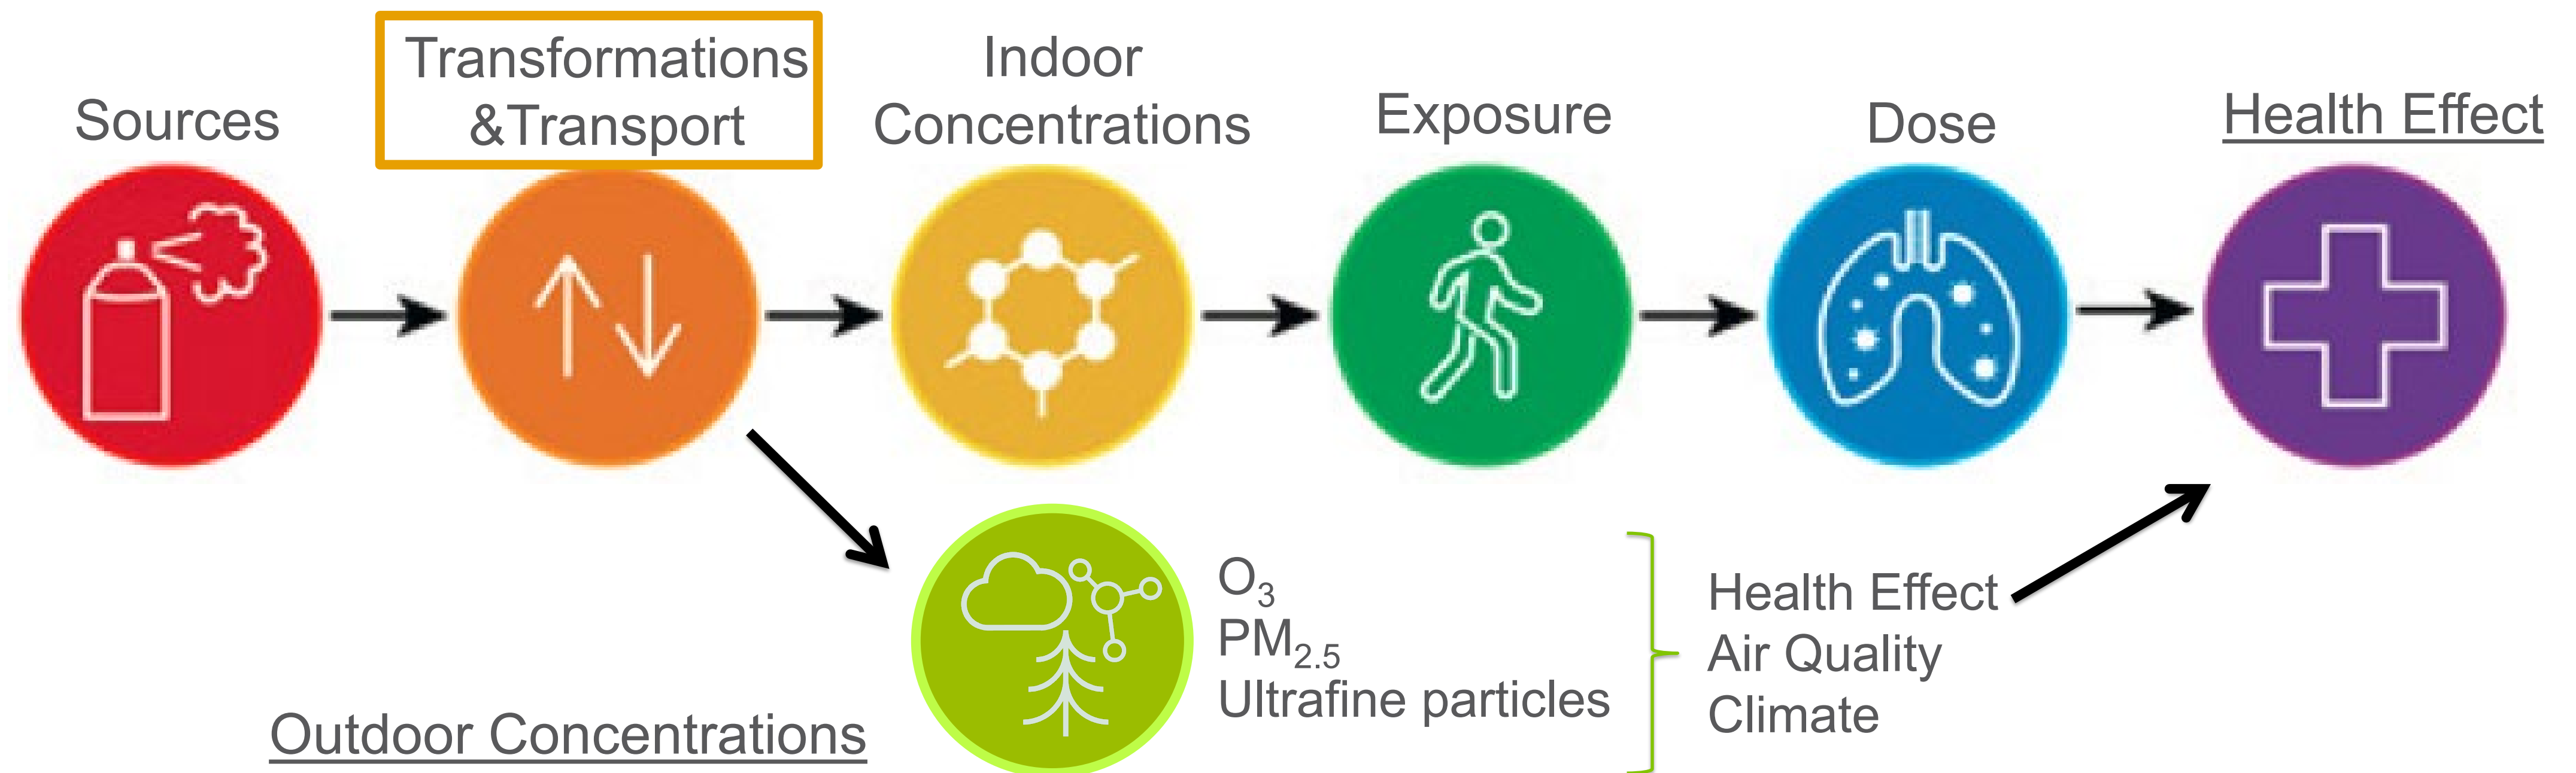 Sources
Transformations
&Transport
Indoor
Concentrations
Exposure
Dose
Health Effect
Outdoor Concentrations
O₃
PM₂.₅
Ultrafine particles
Health Effect
Air Quality
Climate